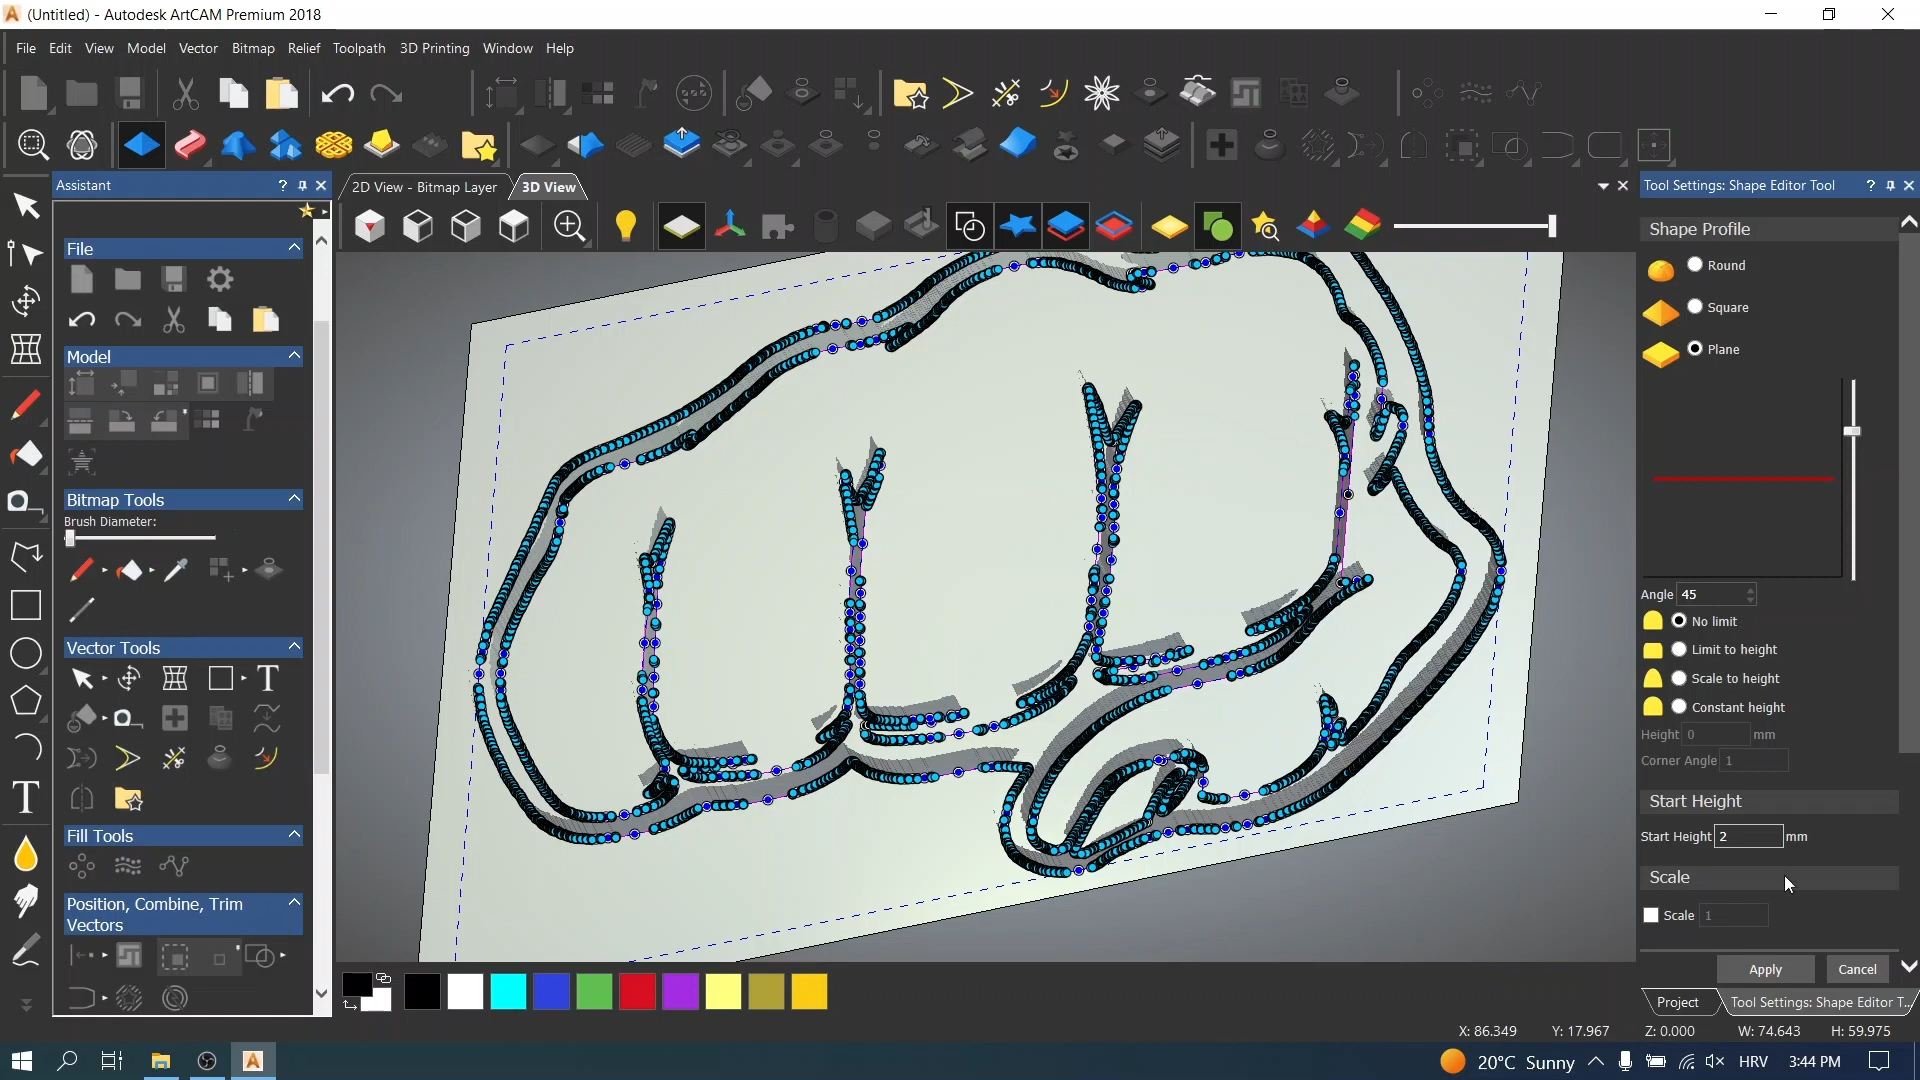 (Untitled) - Autodesk ArtCAM Premium 2018
File Edit View Model Vector Bitmap Relief Toolpath 3D Printing Window Help
Assistant
2D View - Bitmap Layer 3D View
Tool Settings: Shape Editor Tool
File
Model
Bitmap Tools
Brush Diameter:
Vector Tools
Fill Tools
Position, Combine, Trim
Vectors
Shape Profile
Round
Square
Plane
Angle 45
No limit
Limit to height
Scale to height
Constant height
Height 0 mm
Corner Angle 1
Start Height
Start Height 2 mm
Scale
Scale 1
Apply Cancel
Project Tool Settings: Shape Editor T...
X: 86.349 Y: 17.967 Z: 0.000 W: 74.643 H: 59.975
20°C Sunny HRV 3:44 PM